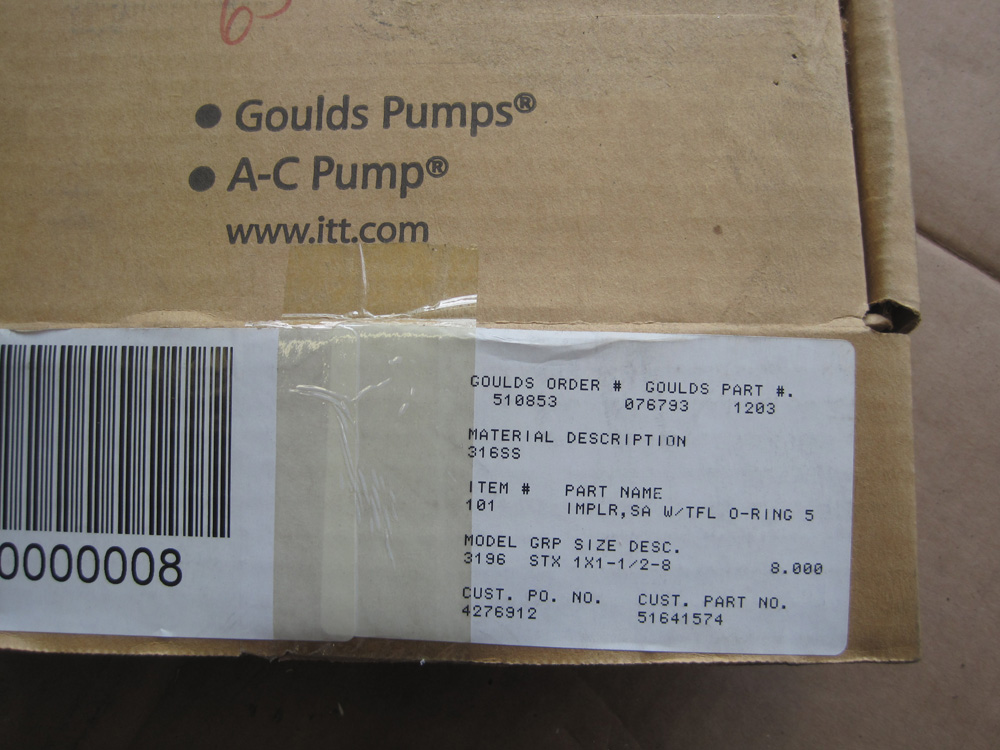 6
● Goulds Pumps®
● A-C Pump®
www.itt.com
0000008
GOULDS ORDER # GOULDS PART #.
510853 076793 1203
MATERIAL DESCRIPTION
316SS
ITEM # PART NAME
101 IMPLR,SA W/TFL O-RING 5
MODEL GRP SIZE DESC.
3196 STX 1X1-1/2-8 8.000
CUST. PO. NO. CUST. PART NO.
4276912 51641574